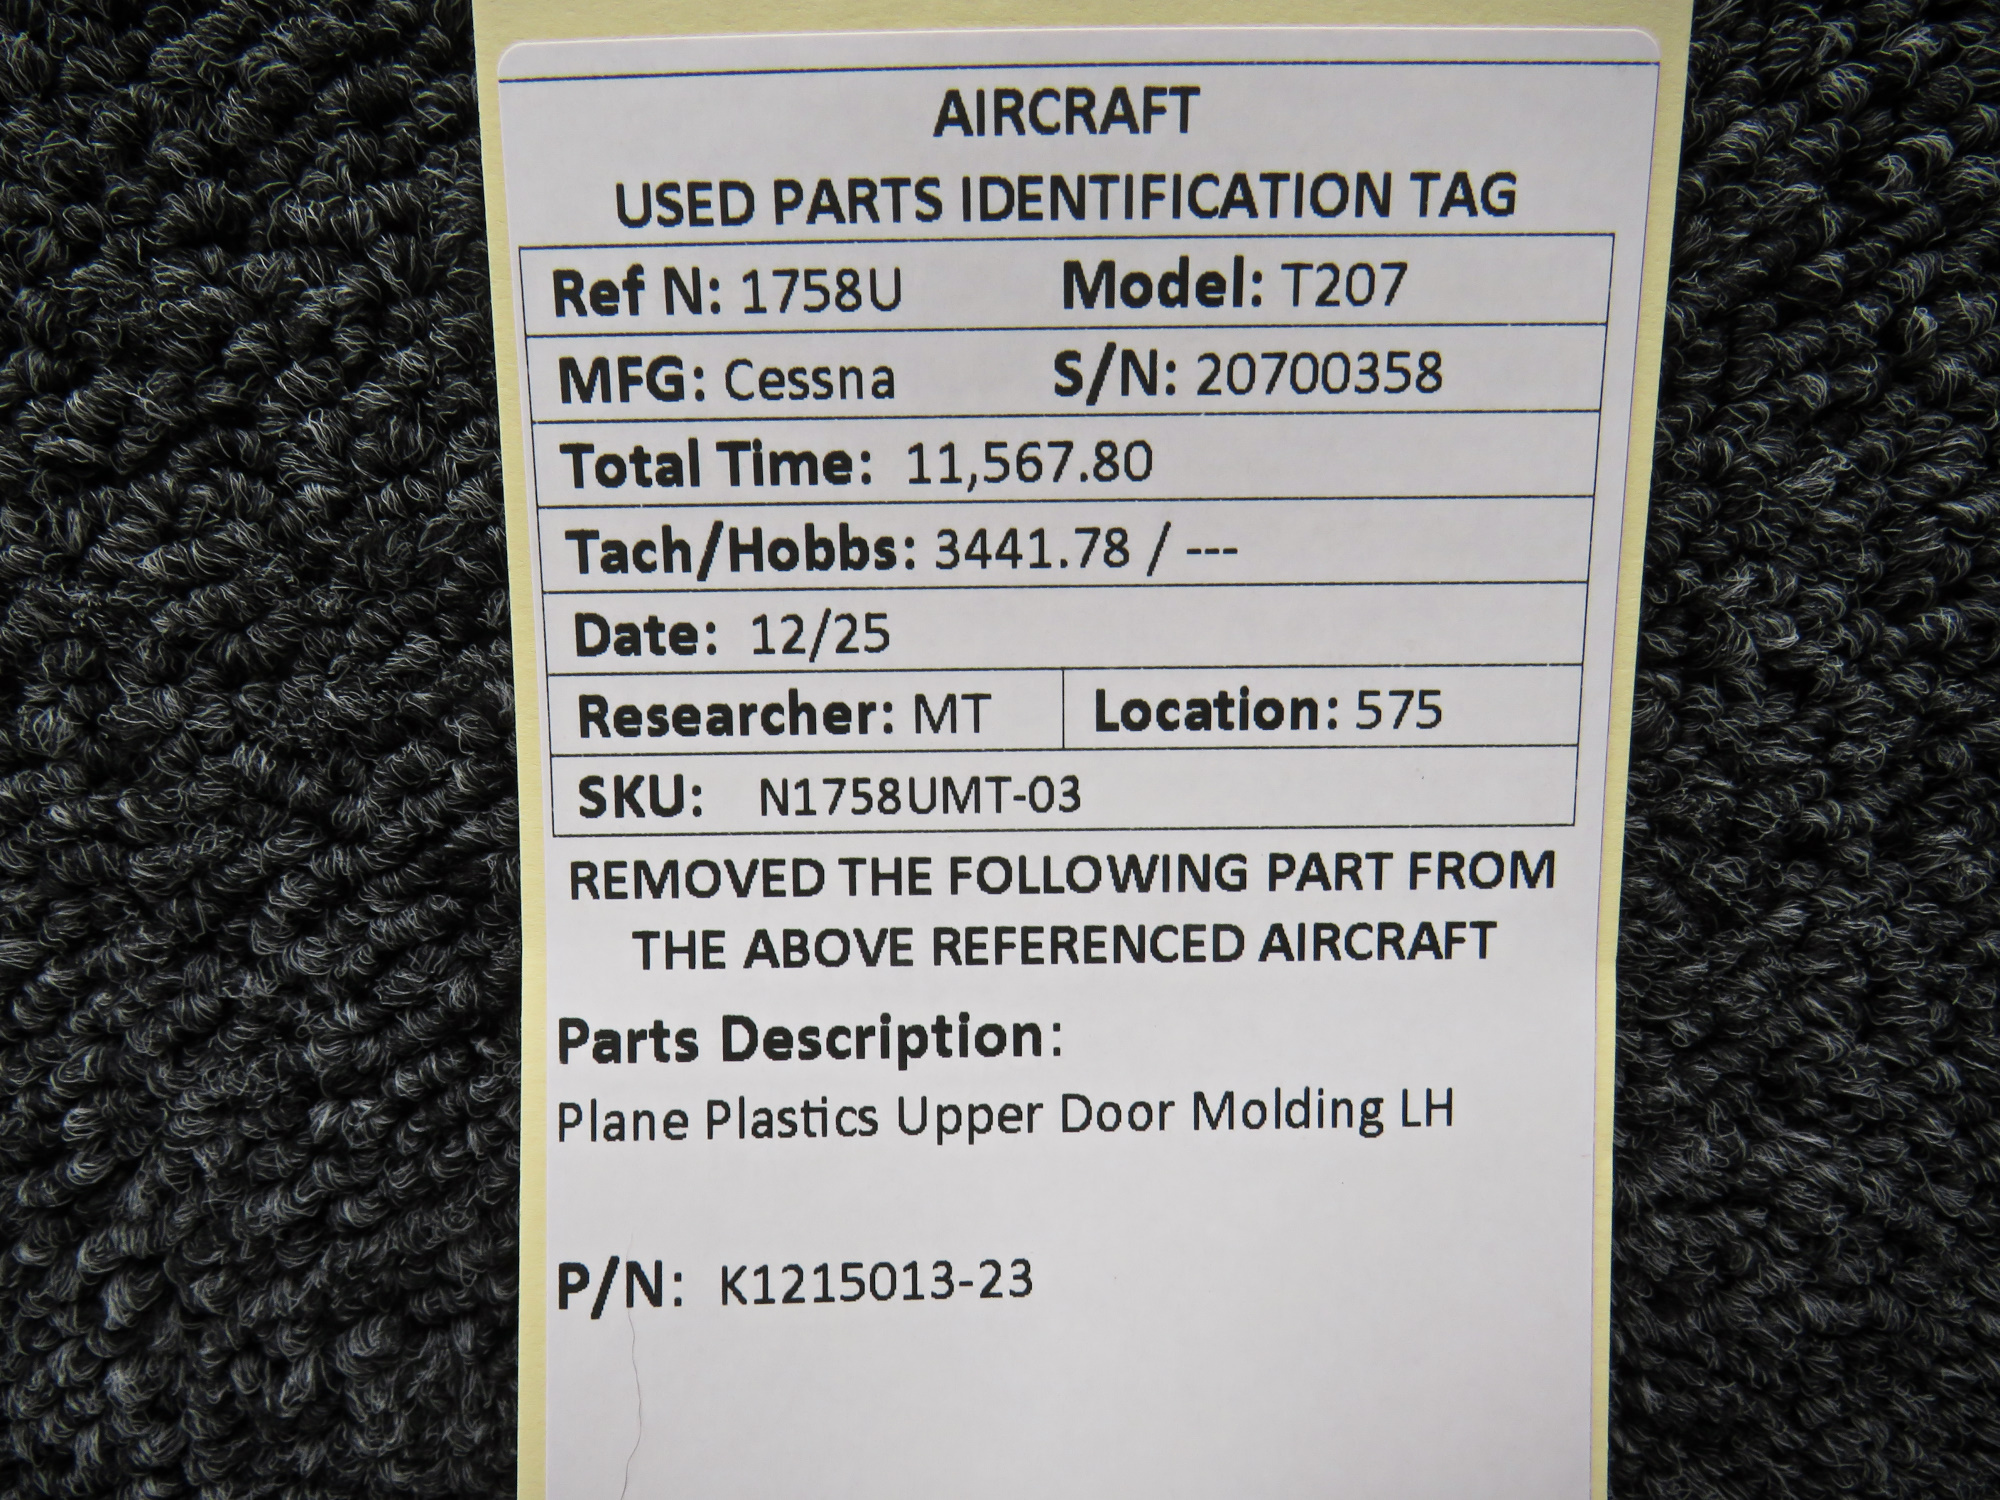 AIRCRAFT
USED PARTS IDENTIFICATION TAG
Ref N: 1758U Model: T207
MFG: Cessna S/N: 20700358
Total Time: 11,567.80
Tach/Hobbs: 3441.78 / ---
Date: 12/25
Researcher: MT Location: 575
SKU: N1758UMT-03
REMOVED THE FOLLOWING PART FROM
THE ABOVE REFERENCED AIRCRAFT
Parts Description:
Plane Plastics Upper Door Molding LH
P/N: K1215013-23